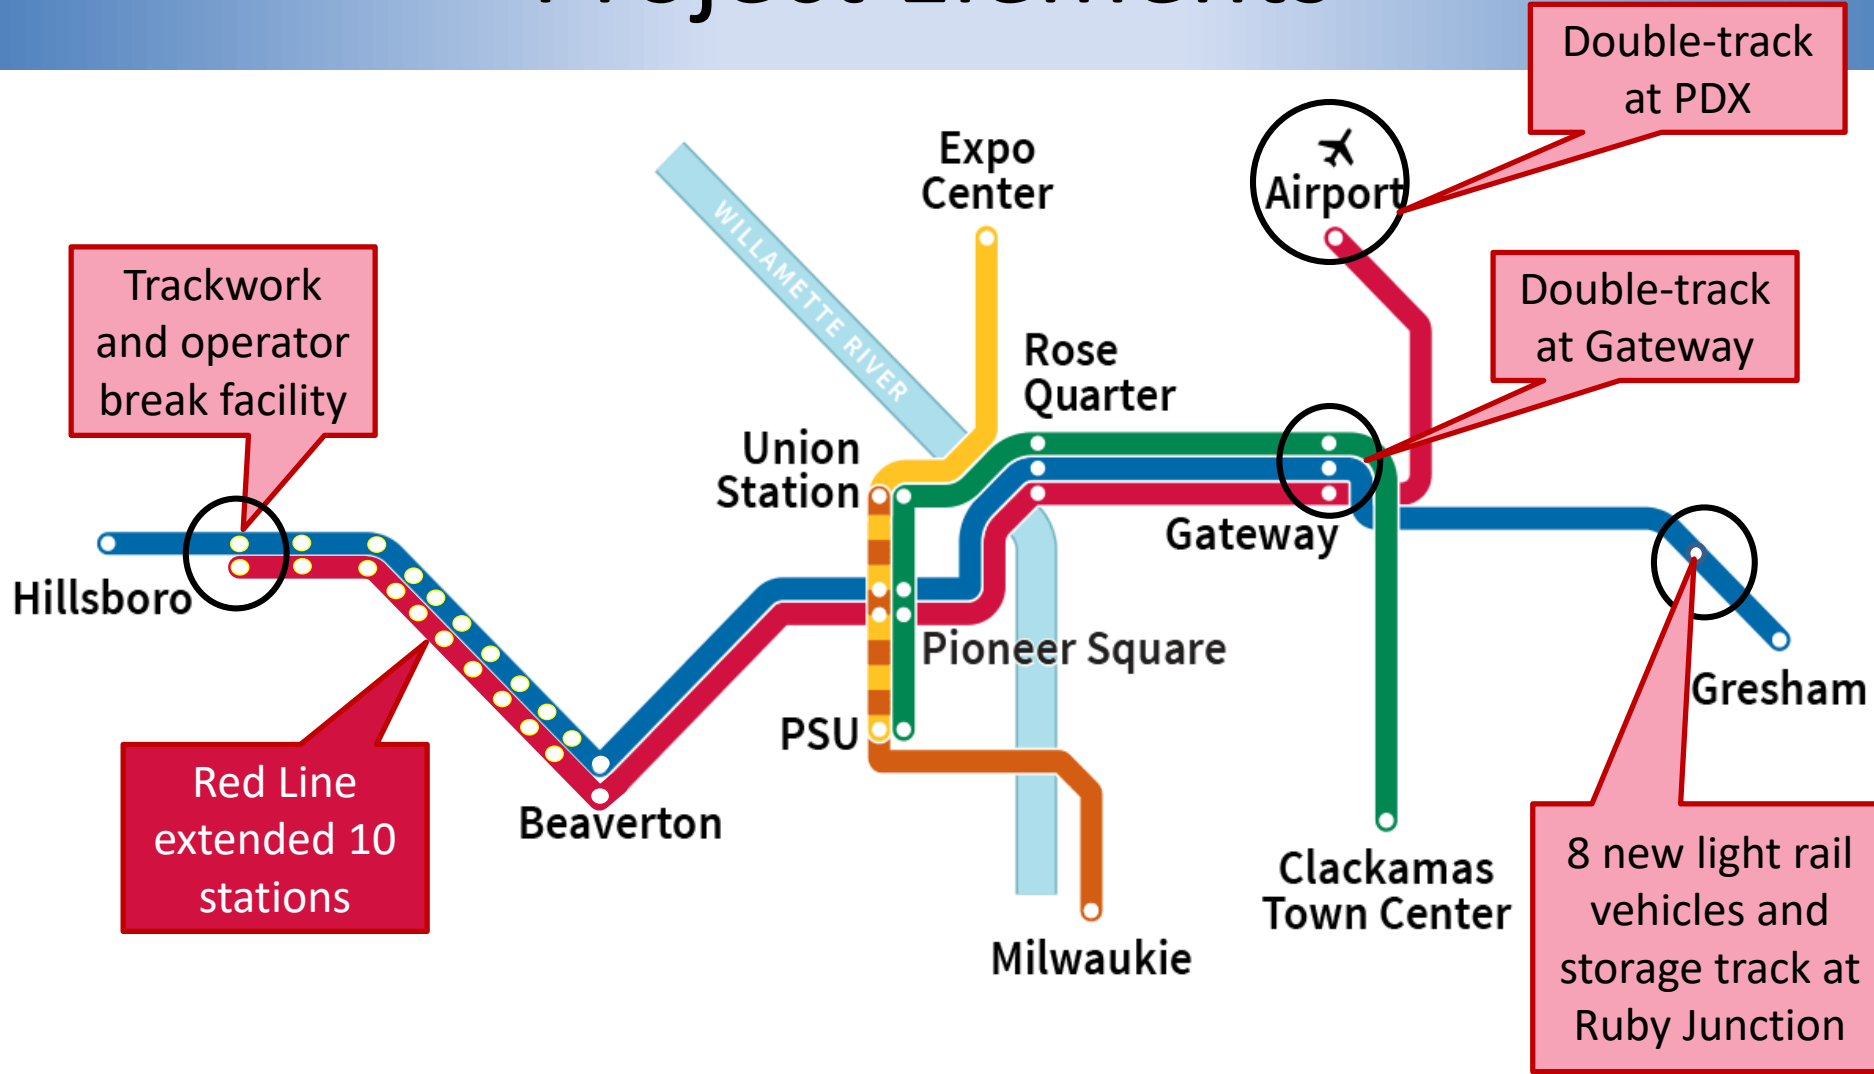 Project Elements
Double-track
at PDX
Expo
Center
Airport
WILLAMETTE RIVER
Trackwork
and operator
break facility
Double-track
at Gateway
Rose
Quarter
Union
Station
Gateway
Hillsboro
Pioneer Square
Gresham
PSU
Red Line
extended 10
stations
Beaverton
8 new light rail
vehicles and
storage track at
Ruby Junction
Clackamas
Town Center
Milwaukie